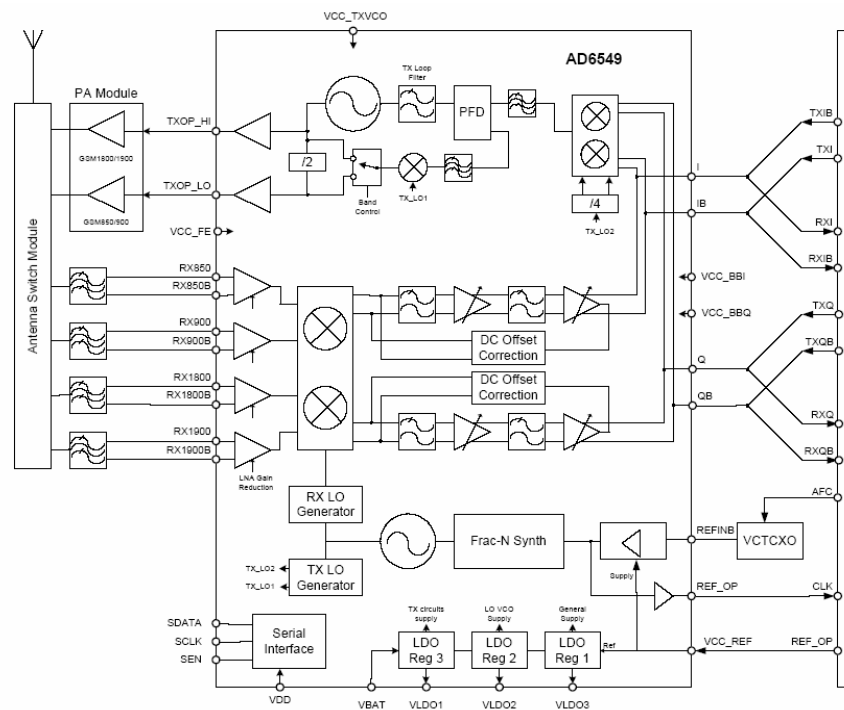 VCC_TXVCO
AD6549
TX Loop
Filter
PA Module
TXOP_HI
GSM1800/1900
PFD
TXIB
TXI
/2
TX_LO1
Band
Control
TXOP_LO
GSM850/900
/4
TX_LO2
I
IB
RXI
RXIB
VCC_FE
Antenna Switch Module
RX850
RX850B
RX900
RX900B
RX1800
RX1800B
RX1900
RX1900B
LNA Gain
Reduction
DC Offset
Correction
DC Offset
Correction
VCC_BBI
VCC_BBQ
TXQ
TXQB
Q
QB
RXQ
RXQB
RX LO
Generator
TX LO
Generator
TX_LO2
TX_LO1
Frac-N Synth
Supply
REFINB
VCTCXO
AFC
REF_OP
CLK
SDATA
SCLK
SEN
Serial
Interface
VDD
TX circuits
supply
LO VCO
Supply
General
Supply
LDO
Reg 3
LDO
Reg 2
LDO
Reg 1
Ref
VCC_REF
REF_OP
VBAT
VLDO1
VLDO2
VLDO3